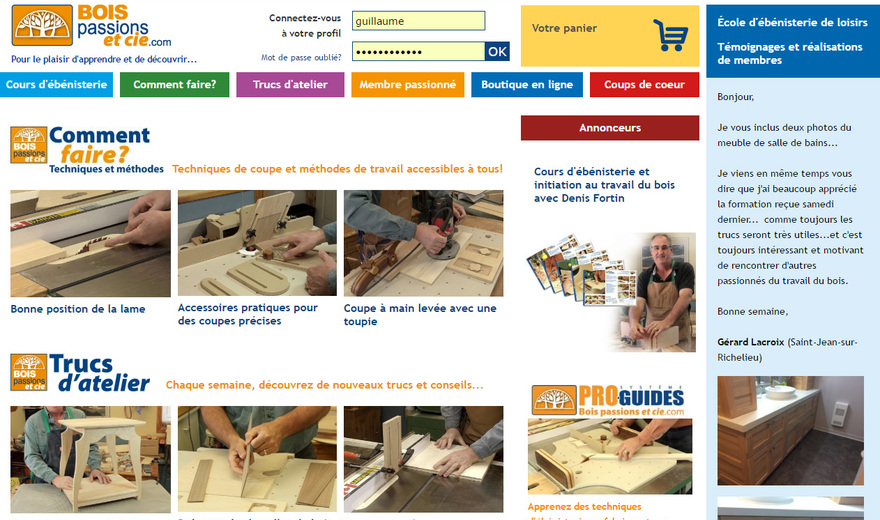 BOIS
passions
et cie.com
Pour le plaisir d'apprendre et de découvrir...
Connectez-vous
à votre profil
guillaume
••••••••••••
OK
Mot de passe oublié?
Votre panier
Cours d'ébénisterie
Comment faire?
Trucs d'atelier
Membre passionné
Boutique en ligne
Coups de coeur
BOIS
passions
et cie
Comment
faire?
Techniques et méthodes
Techniques de coupe et méthodes de travail accessibles à tous!
Bonne position de la lame
Accessoires pratiques pour
des coupes précises
Coupe à main levée avec une
toupie
BOIS
passions
et cie
Trucs
d'atelier
Chaque semaine, découvrez de nouveaux trucs et conseils...
Annonceurs
Cours d'ébénisterie et
initiation au travail du bois
avec Denis Fortin
BOIS
passions
et cie
SYSTÈME
PRO-GUIDES
Bois passions et cie.com
Apprenez des techniques
École d'ébénisterie de loisirs
Témoignages et réalisations
de membres
Bonjour,
Je vous inclus deux photos du
meuble de salle de bains...
Je viens en même temps vous
dire que j'ai beaucoup apprécié
la formation reçue samedi
dernier... comme toujours les
trucs seront très utiles...et c'est
toujours intéressant et motivant
de rencontrer d'autres
passionnés du travail du bois.
Bonne semaine,
Gérard Lacroix (Saint-Jean-sur-
Richelieu)